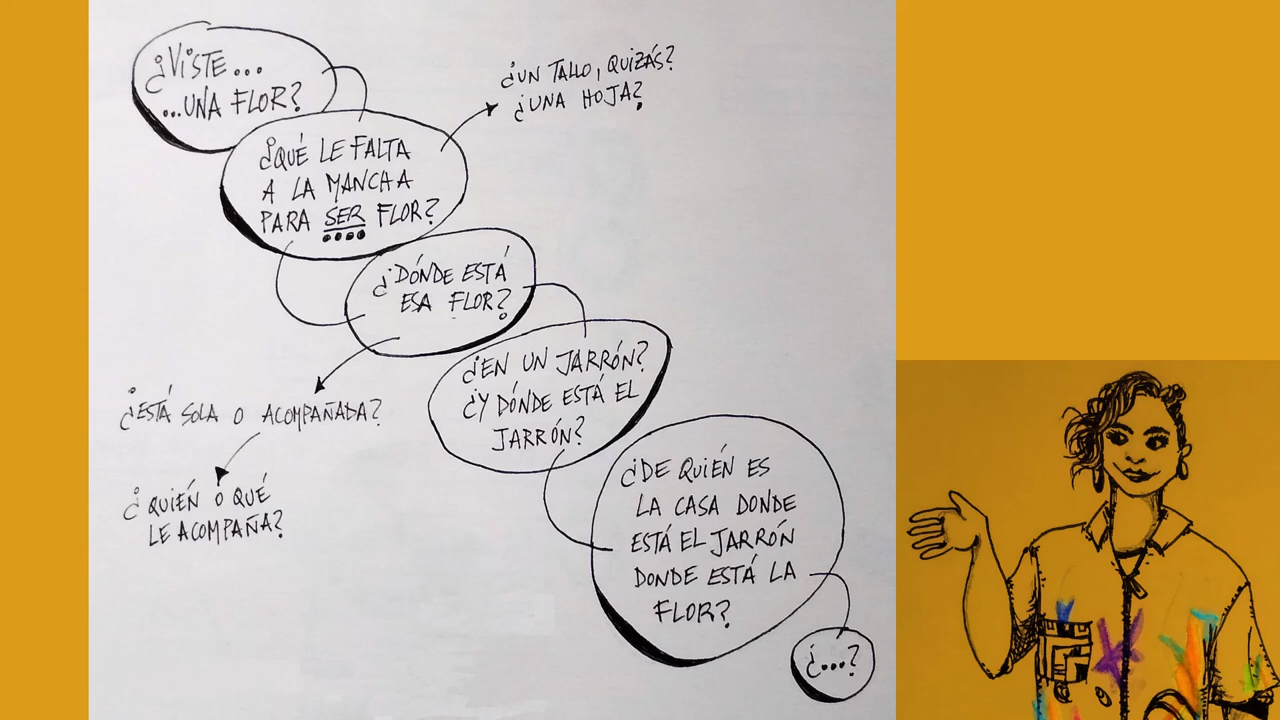 ¿VISTE...
...UNA FLOR?
¿QUÉ LE FALTA
A LA MANCHA
PARA SER FLOR?
¿UN TALLO, QUIZÁS?
¿UNA HOJA?
¿DÓNDE ESTÁ
ESA FLOR?
¿ESTÁ SOLA O ACOMPAÑADA?
¿QUIÉN O QUÉ
LE ACOMPAÑA?
¿EN UN JARRÓN?
¿Y DÓNDE ESTÁ EL
JARRÓN?
¿DE QUIÉN ES
LA CASA DONDE
ESTÁ EL JARRÓN
DONDE ESTÁ LA
FLOR?
¿...?